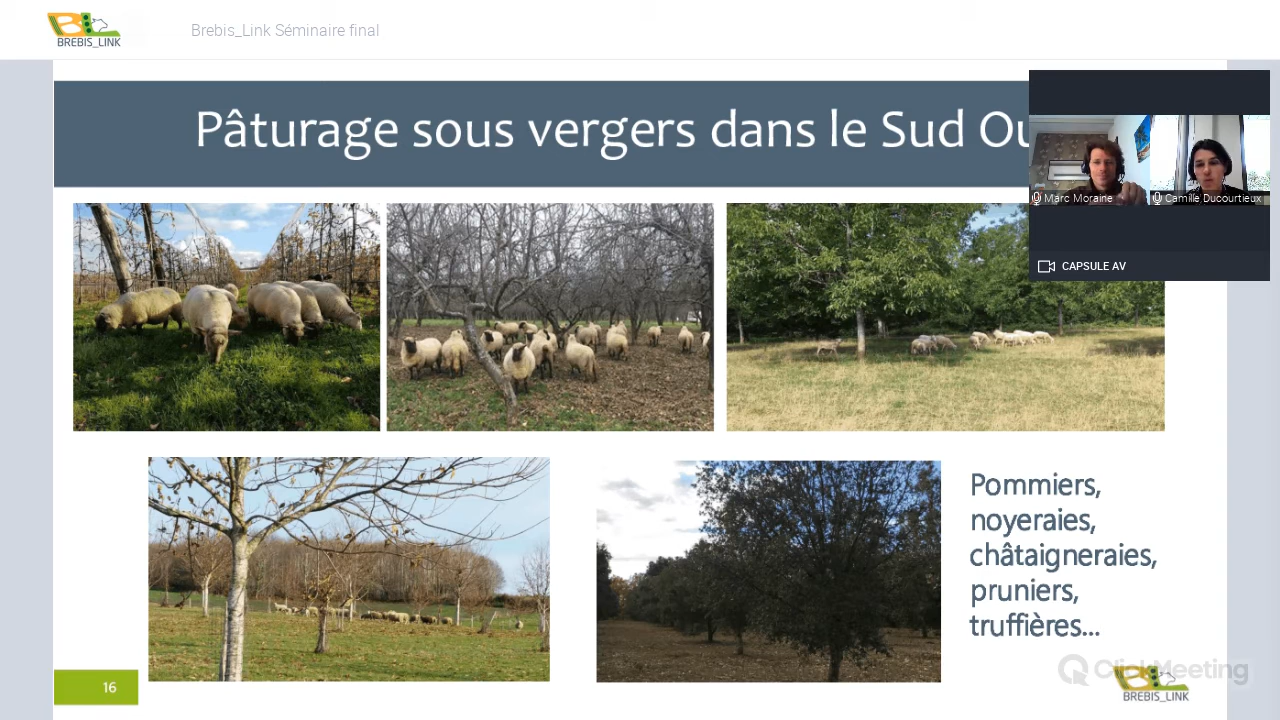 BREBIS_LINK
Brebis_Link Séminaire final
Pâturage sous vergers dans le Sud Ou
Marc Moraine
Camille Ducourtieux
CAPSULE AV
Pommiers,
noyeraies,
châtaigneraies,
pruniers,
truffières...
16
ClickMeeting
BREBIS_LINK